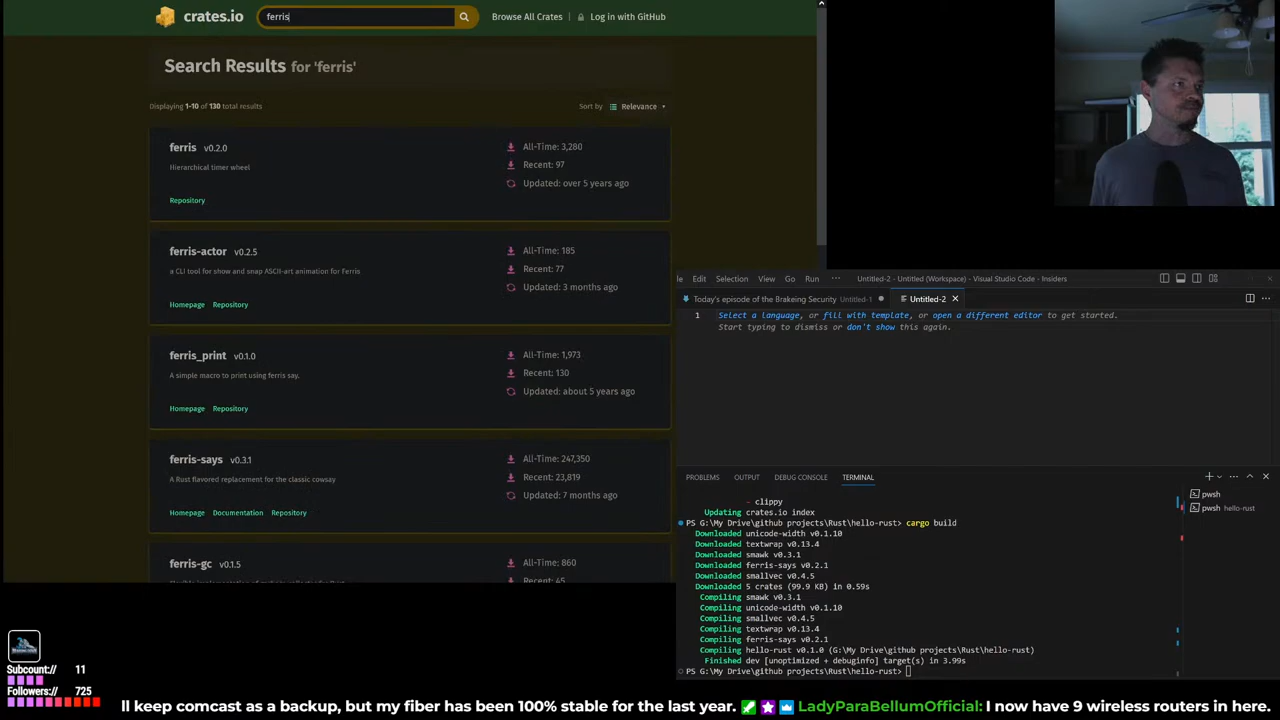 crates.io
ferris
Browse All Crates
Log in with GitHub
Search Results for 'ferris'
Displaying 1-10 of 130 total results
Sort by Relevance
ferris v0.2.0
Hierarchical timer wheel
Repository
All-Time: 3,280
Recent: 97
Updated: over 5 years ago
ferris-actor v0.2.5
a CLI tool for show and snap ASCII-art animation for Ferris
Homepage Repository
All-Time: 185
Recent: 77
Updated: 3 months ago
ferris_print v0.1.0
A simple macro to print using ferris say.
Homepage Repository
All-Time: 1,973
Recent: 130
Updated: about 5 years ago
ferris-says v0.3.1
A Rust flavored replacement for the classic cowsay
Homepage Documentation Repository
All-Time: 247,350
Recent: 23,819
Updated: 7 months ago
ferris-gc v0.1.5
All-Time: 860
Recent: 45
le Edit Selection View Go Run ··· Untitled-2 - Untitled (Workspace) - Visual Studio Code - Insiders
Today's episode of the Brakeing Security Untitled-1
Untitled-2
1 Select a language, or fill with template, or open a different editor to get started.
Start typing to dismiss or don't show this again.
PROBLEMS OUTPUT DEBUG CONSOLE TERMINAL
pwsh
pwsh hello-rust
- clippy
Updating crates.io index
PS G:\My Drive\github projects\Rust\hello-rust> cargo build
Downloaded unicode-width v0.1.10
Downloaded textwrap v0.13.4
Downloaded smawk v0.3.1
Downloaded ferris-says v0.2.1
Downloaded smallvec v0.4.5
Downloaded 5 crates (99.9 KB) in 0.59s
Compiling smawk v0.3.1
Compiling unicode-width v0.1.10
Compiling smallvec v0.4.5
Compiling textwrap v0.13.4
Compiling ferris-says v0.2.1
Compiling hello-rust v0.1.0 (G:\My Drive\github projects\Rust\hello-rust)
Finished dev [unoptimized + debuginfo] target(s) in 3.99s
PS G:\My Drive\github projects\Rust\hello-rust>
Subcount:// 11
Followers:// 725
ll keep comcast as a backup, but my fiber has been 100% stable for the last year. LadyParaBellumOfficial: I now have 9 wireless routers in here.